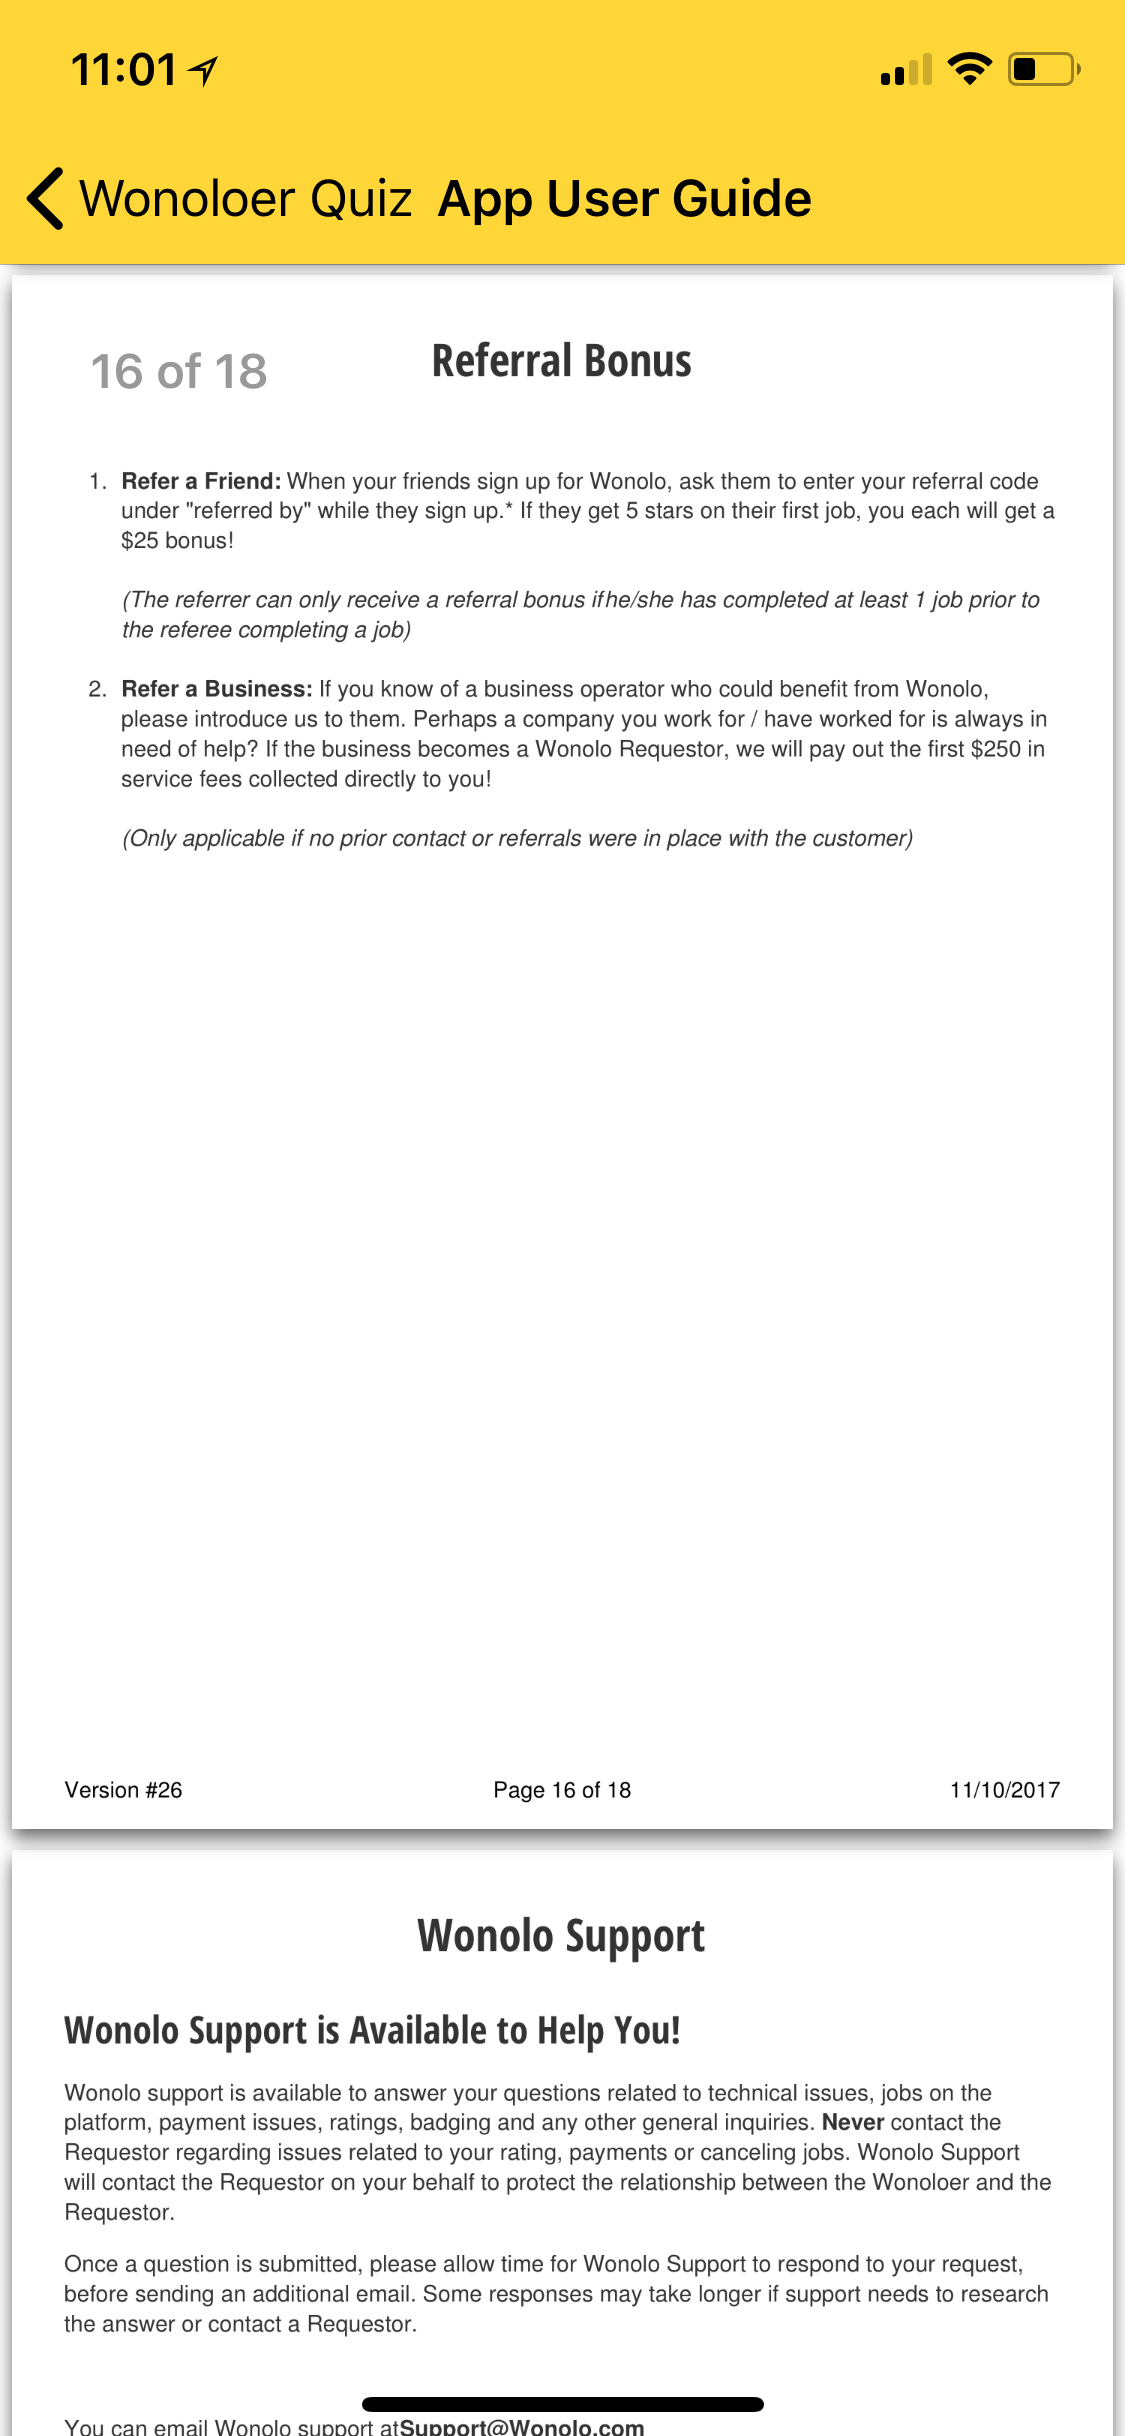 11:01
Wonoloer Quiz App User Guide
16 of 18
Referral Bonus
1. Refer a Friend: When your friends sign up for Wonolo, ask them to enter your referral code
under "referred by" while they sign up.* If they get 5 stars on their first job, you each will get a
$25 bonus!
(The referrer can only receive a referral bonus if he/she has completed at least 1 job prior to
the referee completing a job)
2. Refer a Business: If you know of a business operator who could benefit from Wonolo,
please introduce us to them. Perhaps a company you work for / have worked for is always in
need of help? If the business becomes a Wonolo Requestor, we will pay out the first $250 in
service fees collected directly to you!
(Only applicable if no prior contact or referrals were in place with the customer)
Version #26 Page 16 of 18 11/10/2017
Wonolo Support
Wonolo Support is Available to Help You!
Wonolo support is available to answer your questions related to technical issues, jobs on the
platform, payment issues, ratings, badging and any other general inquiries. Never contact the
Requestor regarding issues related to your rating, payments or canceling jobs. Wonolo Support
will contact the Requestor on your behalf to protect the relationship between the Wonoloer and the
Requestor.
Once a question is submitted, please allow time for Wonolo Support to respond to your request,
before sending an additional email. Some responses may take longer if support needs to research
the answer or contact a Requestor.
You can email Wonolo support at Support@Wonolo.com